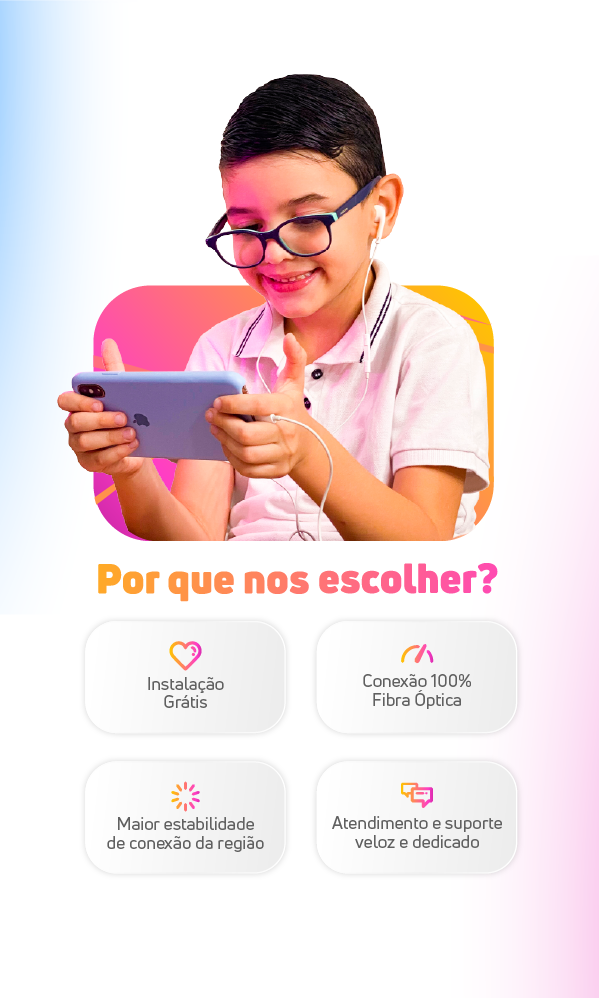 Por que nos escolher?
Instalação
Grátis
Conexão 100%
Fibra Óptica
Maior estabilidade
de conexão da região
Atendimento e suporte
veloz e dedicado